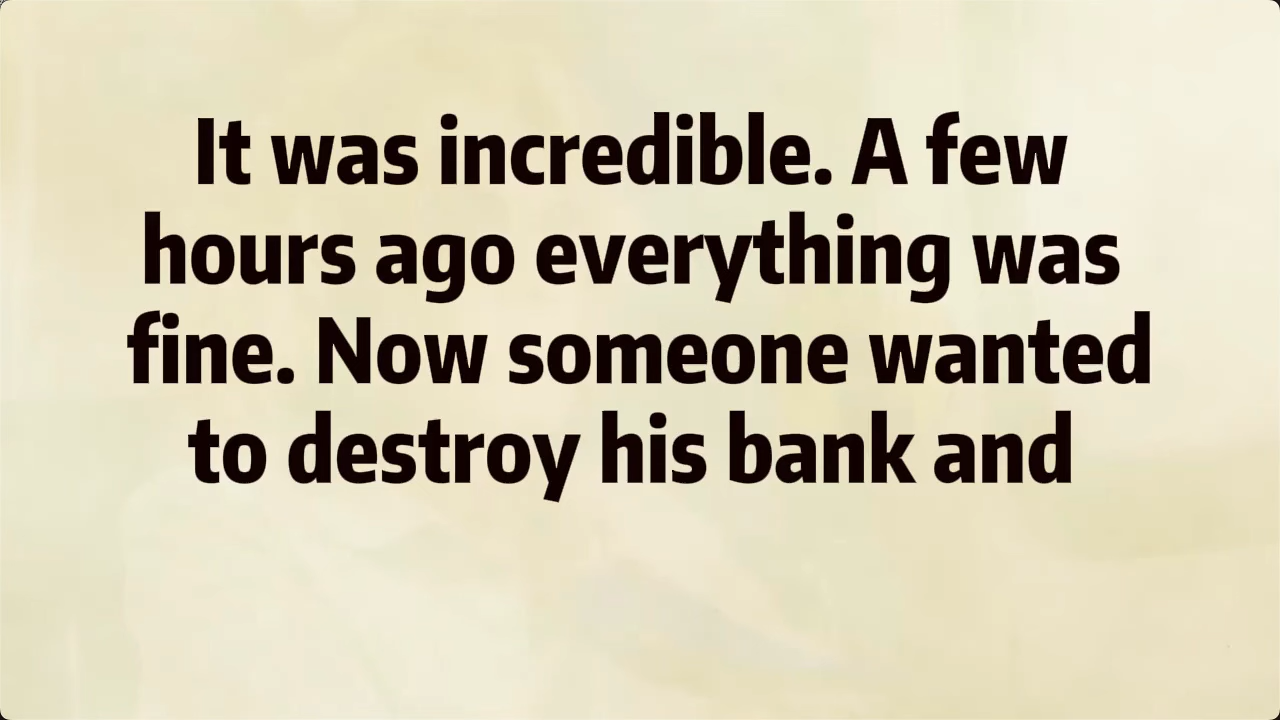 It was incredible. A few
hours ago everything was
fine. Now someone wanted
to destroy his bank and